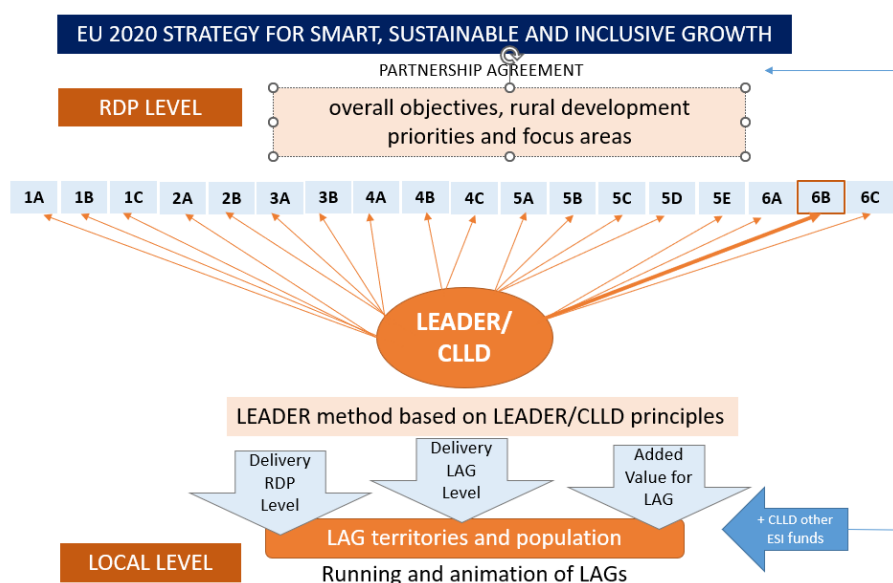 EU 2020 STRATEGY FOR SMART, SUSTAINABLE AND INCLUSIVE GROWTH
PARTNERSHIP AGREEMENT
RDP LEVEL
overall objectives, rural development
priorities and focus areas
1A 1B 1C 2A 2B 3A 3B 4A 4B 4C 5A 5B 5C 5D 5E 6A 6B 6C
LEADER/
CLLD
LEADER method based on LEADER/CLLD principles
Delivery
RDP
Level
Delivery
LAG
Level
Added
Value for
LAG
+ CLLD other
ESI funds
LAG territories and population
LOCAL LEVEL
Running and animation of LAGs